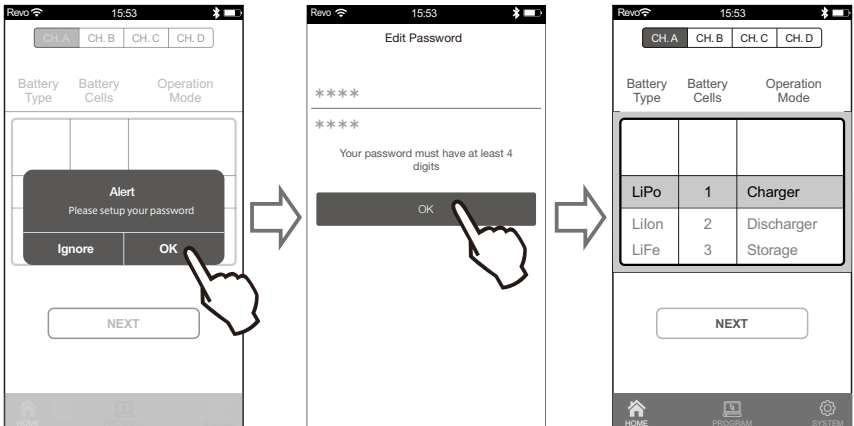 Revo 15:53
CH. A CH. B CH. C CH. D
Battery Type Battery Cells Operation Mode
Alert
Please setup your password
Ignore OK
NEXT
HOME PROGRAM
Revo 15:53
Edit Password
****
****
Your password must have at least 4
digits
OK
Revo 15:53
CH. A CH. B CH. C CH. D
Battery Type Battery Cells Operation Mode
LiPo 1 Charger
LiIon 2 Discharger
LiFe 3 Storage
NEXT
HOME PROGRAM SYSTEM